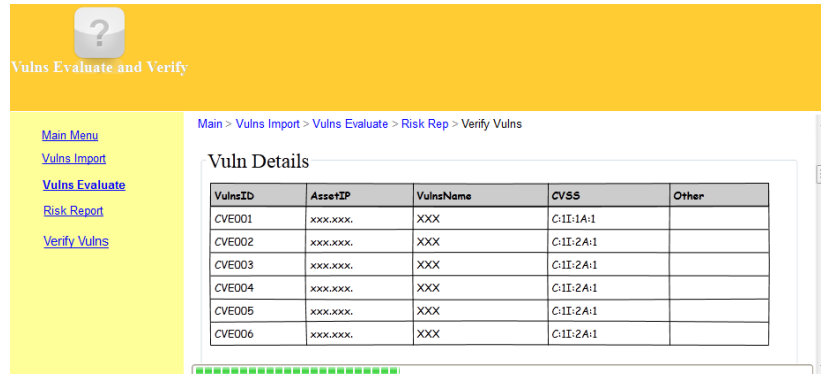 ?
Vulns Evaluate and Verify
Main > Vulns Import > Vulns Evaluate > Risk Rep > Verify Vulns
Main Menu
Vulns Import
Vulns Evaluate
Risk Report
Verify Vulns
Vuln Details
VulnsID AssetIP VulnsName CVSS Other
CVE001 xxx.xxx. XXX C:1I:1A:1
CVE002 xxx.xxx. XXX C:1I:2A:1
CVE003 xxx.xxx. XXX C:1I:2A:1
CVE004 xxx.xxx. XXX C:1I:2A:1
CVE005 xxx.xxx. XXX C:1I:2A:1
CVE006 xxx.xxx. XXX C:1I:2A:1